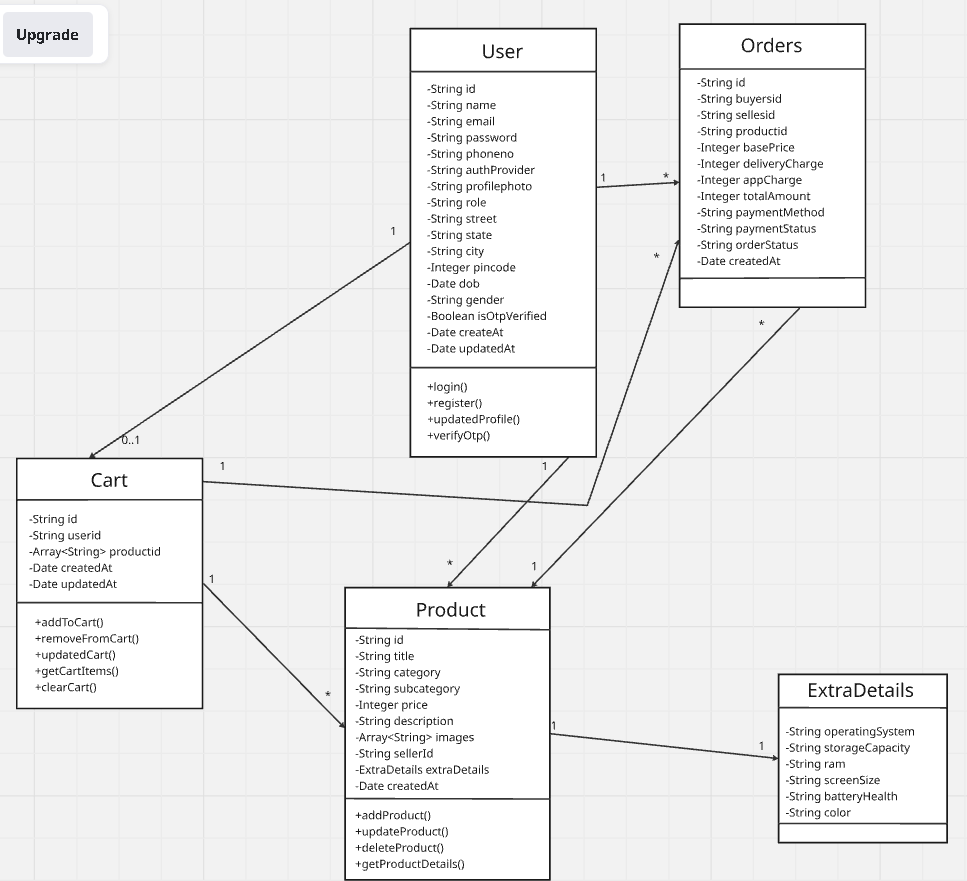 Upgrade
User
-String id
-String name
-String email
-String password
-String phoneno
-String authProvider
-String profilephoto
-String role
-String street
-String state
-String city
-Integer pincode
-Date dob
-String gender
-Boolean isOtpVerified
-Date createAt
-Date updatedAt
+login()
+register()
+updatedProfile()
+verifyOtp()
Orders
-String id
-String buyersid
-String sellesid
-String productid
-Integer basePrice
-Integer deliveryCharge
-Integer appCharge
-Integer totalAmount
-String paymentMethod
-String paymentStatus
-String orderStatus
-Date createdAt
1
*
1
0..1
*
*
1
1
*
1
Cart
-String id
-String userid
-Array<String> productid
-Date createdAt
-Date updatedAt
+addToCart()
+removeFromCart()
+updatedCart()
+getCartItems()
+clearCart()
1
*
Product
-String id
-String title
-String category
-String subcategory
-Integer price
-String description
-Array<String> images
-String sellerId
-ExtraDetails extraDetails
-Date createdAt
+addProduct()
+updateProduct()
+deleteProduct()
+getProductDetails()
1
1
ExtraDetails
-String operatingSystem
-String storageCapacity
-String ram
-String screenSize
-String batteryHealth
-String color